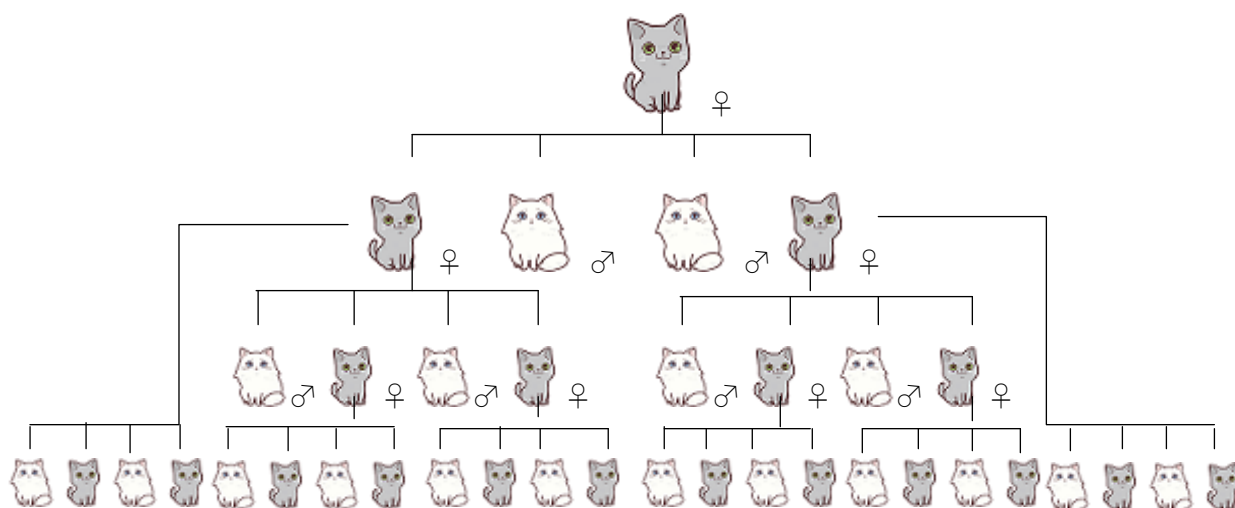 ♀
♀ ♂ ♂ ♀
♂ ♀ ♂ ♀ ♂ ♀ ♂ ♀